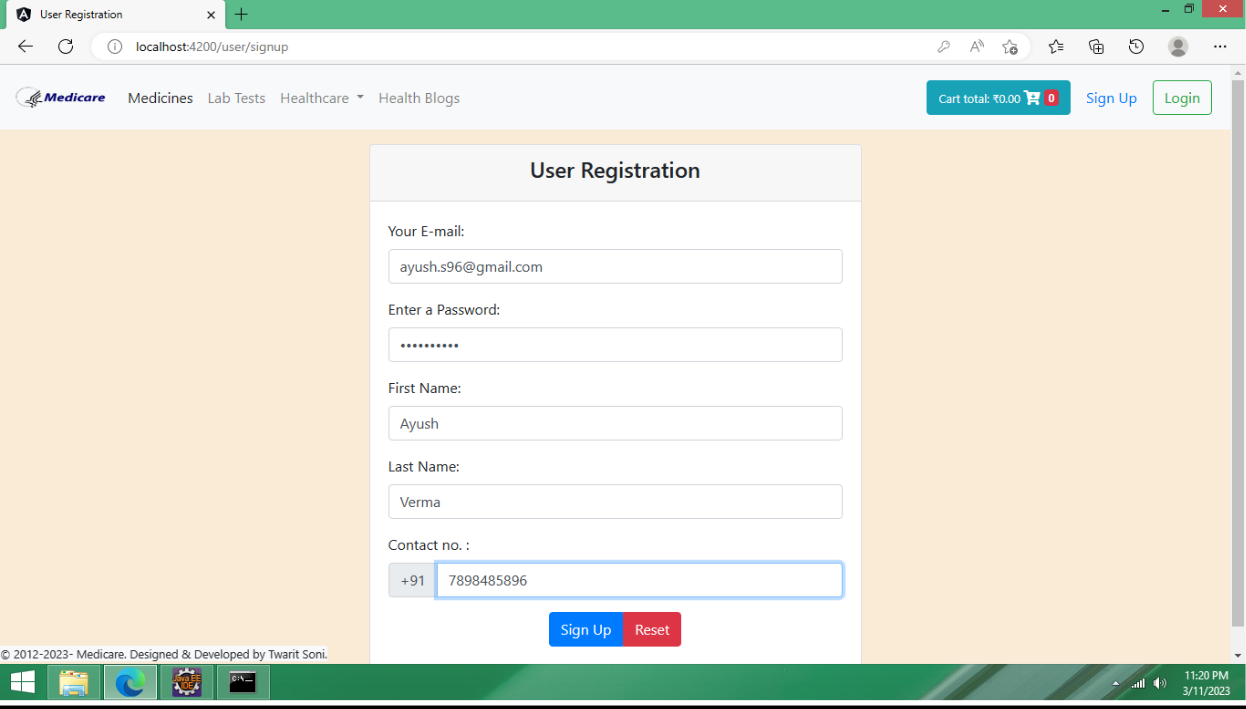 User Registration
localhost:4200/user/signup
Medicare Medicines Lab Tests Healthcare Health Blogs Cart total: ₹0.00 0 Sign Up Login
User Registration
Your E-mail:
ayush.s96@gmail.com
Enter a Password:
••••••••••
First Name:
Ayush
Last Name:
Verma
Contact no. :
+91 7898485896
Sign Up Reset
© 2012-2023- Medicare. Designed & Developed by Twarit Soni.
Java EE
IDE
C:\_
11:20 PM
3/11/2023